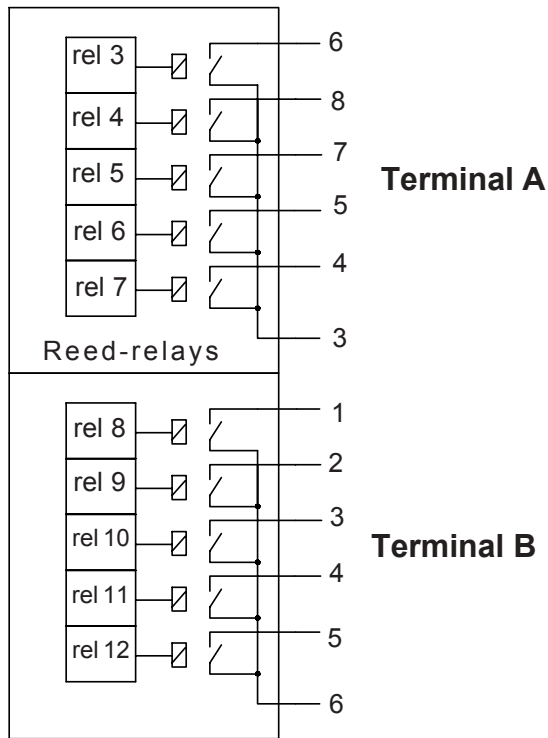 rel 3
6
rel 4
8
rel 5
7
Terminal A
rel 6
5
rel 7
4
3
Reed-relays
rel 8
1
rel 9
2
rel 10
3
Terminal B
rel 11
4
rel 12
5
6